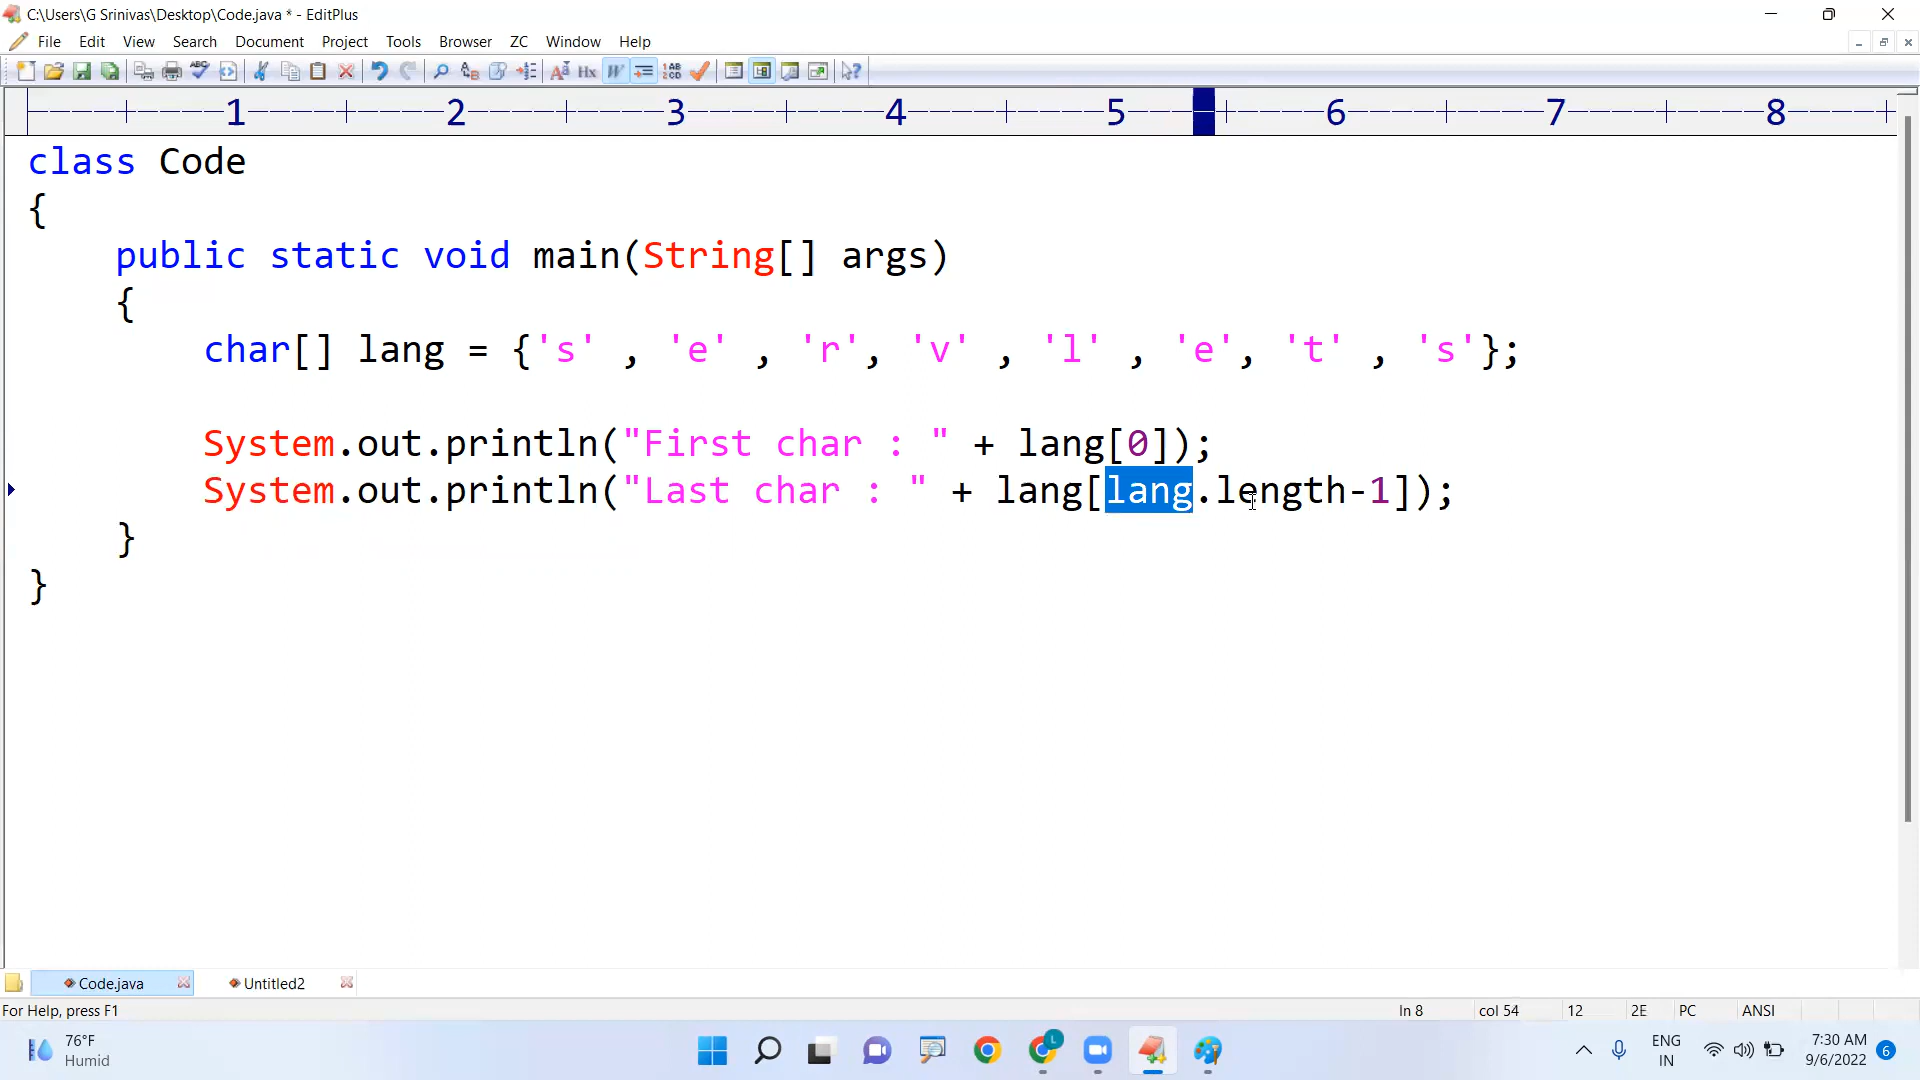 C:\Users\G Srinivas\Desktop\Code.java * - EditPlus
File Edit View Search Document Project Tools Browser ZC Window Help
1 2 3 4 5 6 7 8
class Code
{
public static void main(String[] args)
{
char[] lang = {'s' , 'e' , 'r', 'v' , 'l' , 'e', 't' , 's'};
System.out.println("First char : " + lang[0]);
System.out.println("Last char : " + lang[lang.length-1]);
}
}
Code.java Untitled2
For Help, press F1 ln 8 col 54 12 2E PC ANSI
76°F ENG 7:30 AM
Humid IN 9/6/2022 6